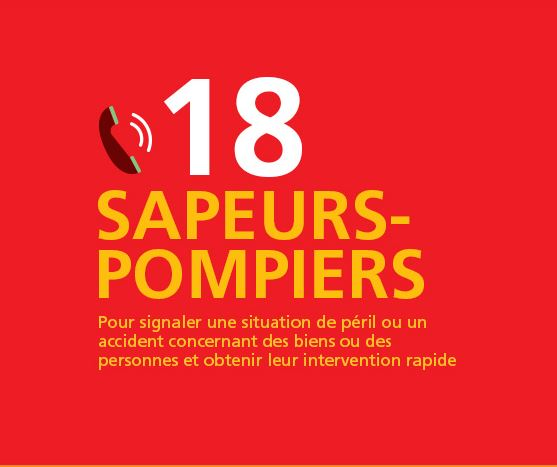 18
SAPEURS-
POMPIERS
Pour signaler une situation de péril ou un
accident concernant des biens ou des
personnes et obtenir leur intervention rapide